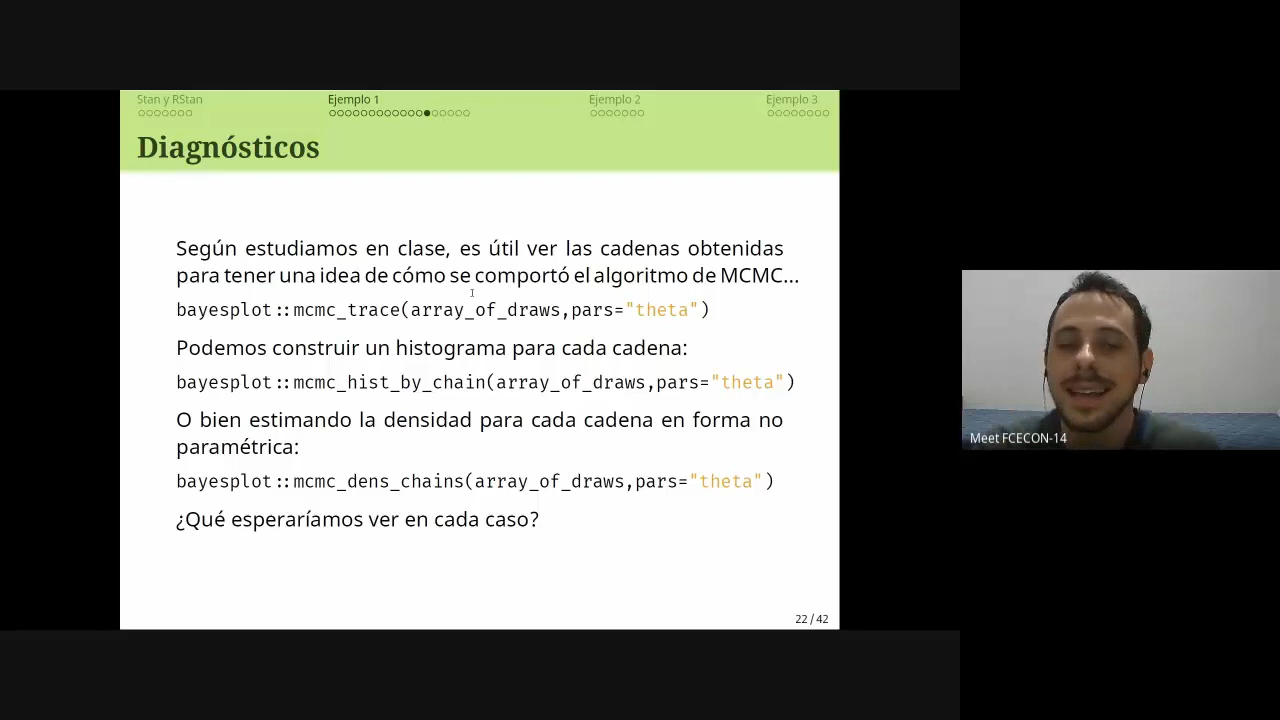 Stan y RStan
Ejemplo 1
Ejemplo 2
Ejemplo 3
Diagnósticos
Según estudiamos en clase, es útil ver las cadenas obtenidas
para tener una idea de cómo se comportó el algoritmo de MCMC...
bayesplot::mcmc_trace(array_of_draws,pars="theta")
Podemos construir un histograma para cada cadena:
bayesplot::mcmc_hist_by_chain(array_of_draws,pars="theta")
O bien estimando la densidad para cada cadena en forma no
paramétrica:
bayesplot::mcmc_dens_chains(array_of_draws,pars="theta")
¿Qué esperaríamos ver en cada caso?
22 / 42
Meet FCECON-14